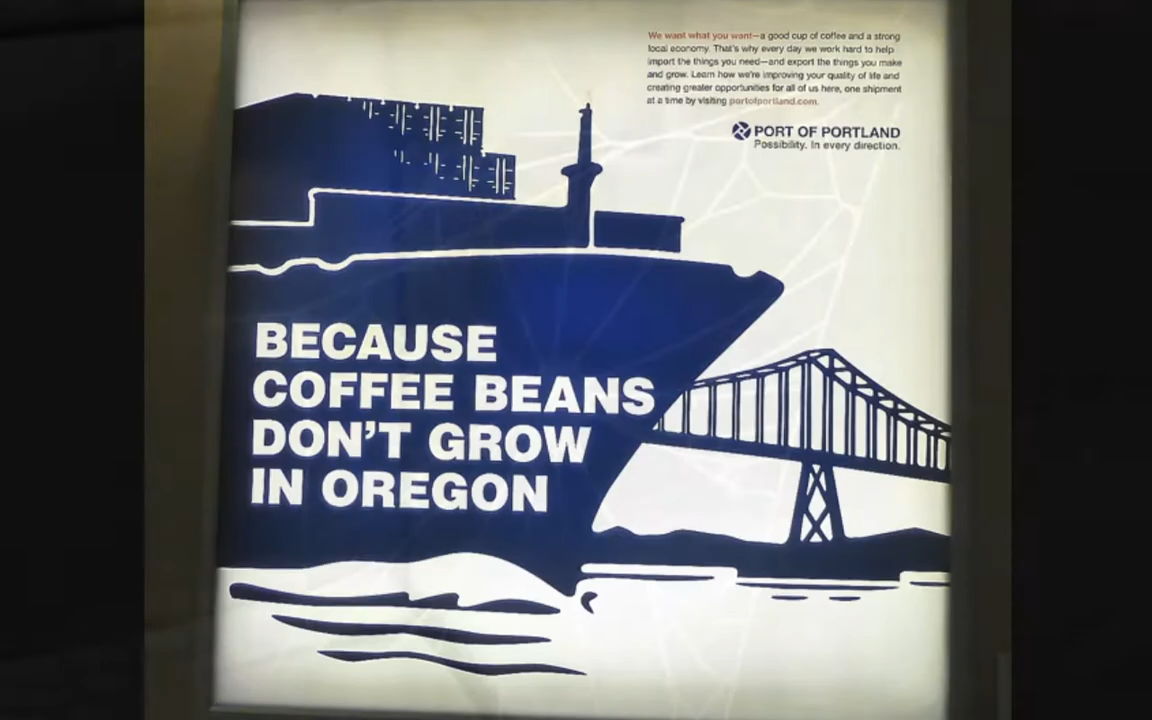 We want what you want—a good cup of coffee and a strong
local economy. That's why every day we work hard to help
import the things you need—and export the things you make
and grow. Learn how we're improving your quality of life and
creating greater opportunities for all of us here, one shipment
at a time by visiting portofportland.com.
PORT OF PORTLAND
Possibility. In every direction.
BECAUSE
COFFEE BEANS
DON'T GROW
IN OREGON